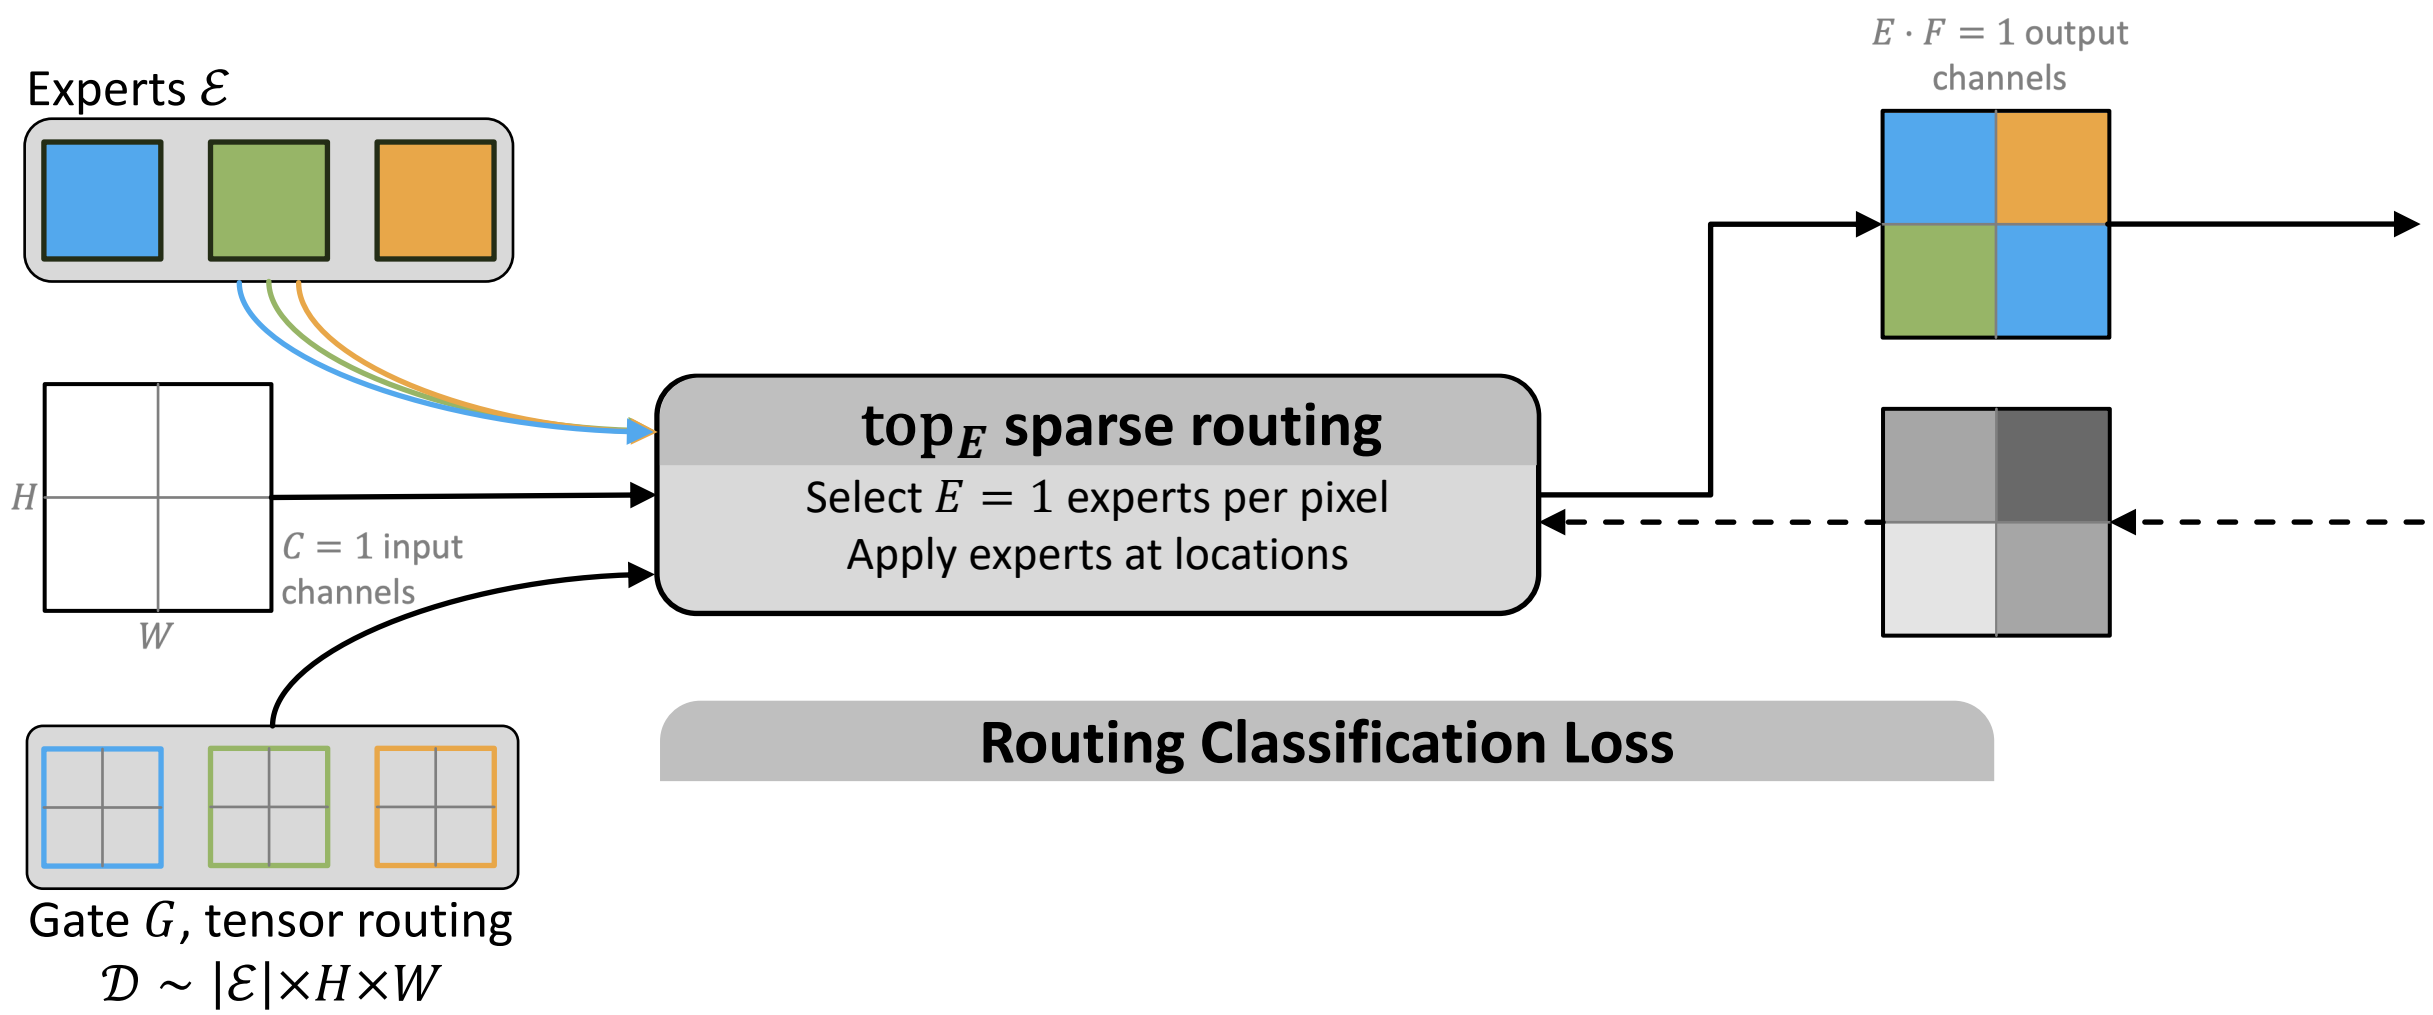 Experts ℰ
E · F = 1 output
channels
H
W
C = 1 input
channels
top_E sparse routing
Select E = 1 experts per pixel
Apply experts at locations
Routing Classification Loss
Gate G, tensor routing
𝒟 ~ |ℰ|×H×W